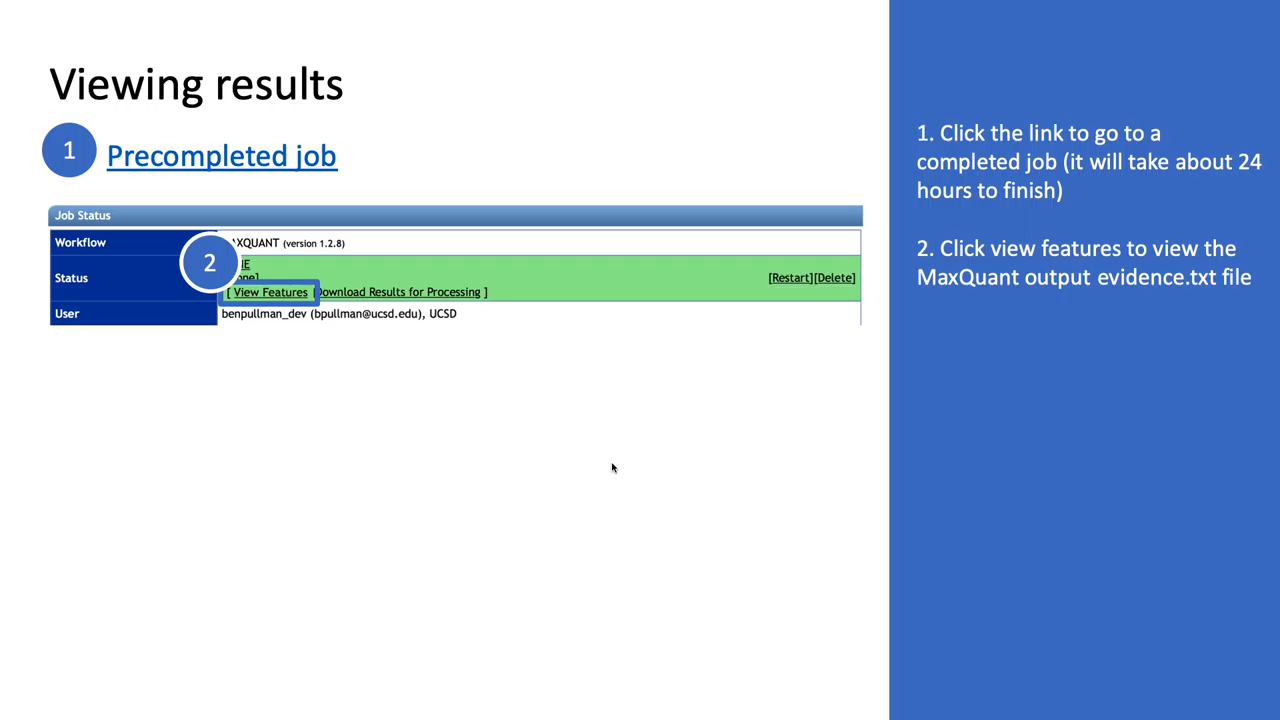 Viewing results
1 Precompleted job
Job Status
Workflow AXQUANT (version 1.2.8)
Status [Restart][Delete]
[ View Features Download Results for Processing ]
User benpullman_dev (bpullman@ucsd.edu), UCSD
2
1. Click the link to go to a
completed job (it will take about 24
hours to finish)
2. Click view features to view the
MaxQuant output evidence.txt file